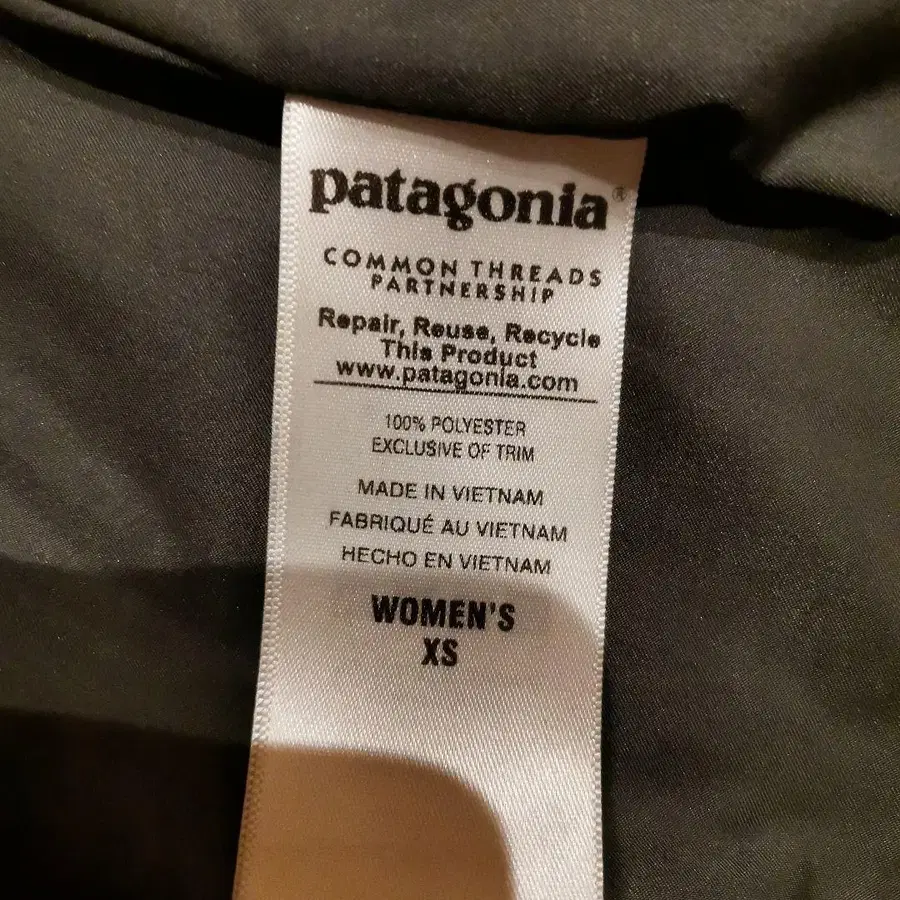 patagonia®
COMMON THREADS
PARTNERSHIP
Repair, Reuse, Recycle
This Product
www.patagonia.com
100% POLYESTER
EXCLUSIVE OF TRIM
MADE IN VIETNAM
FABRIQUÉ AU VIETNAM
HECHO EN VIETNAM
WOMEN'S
XS